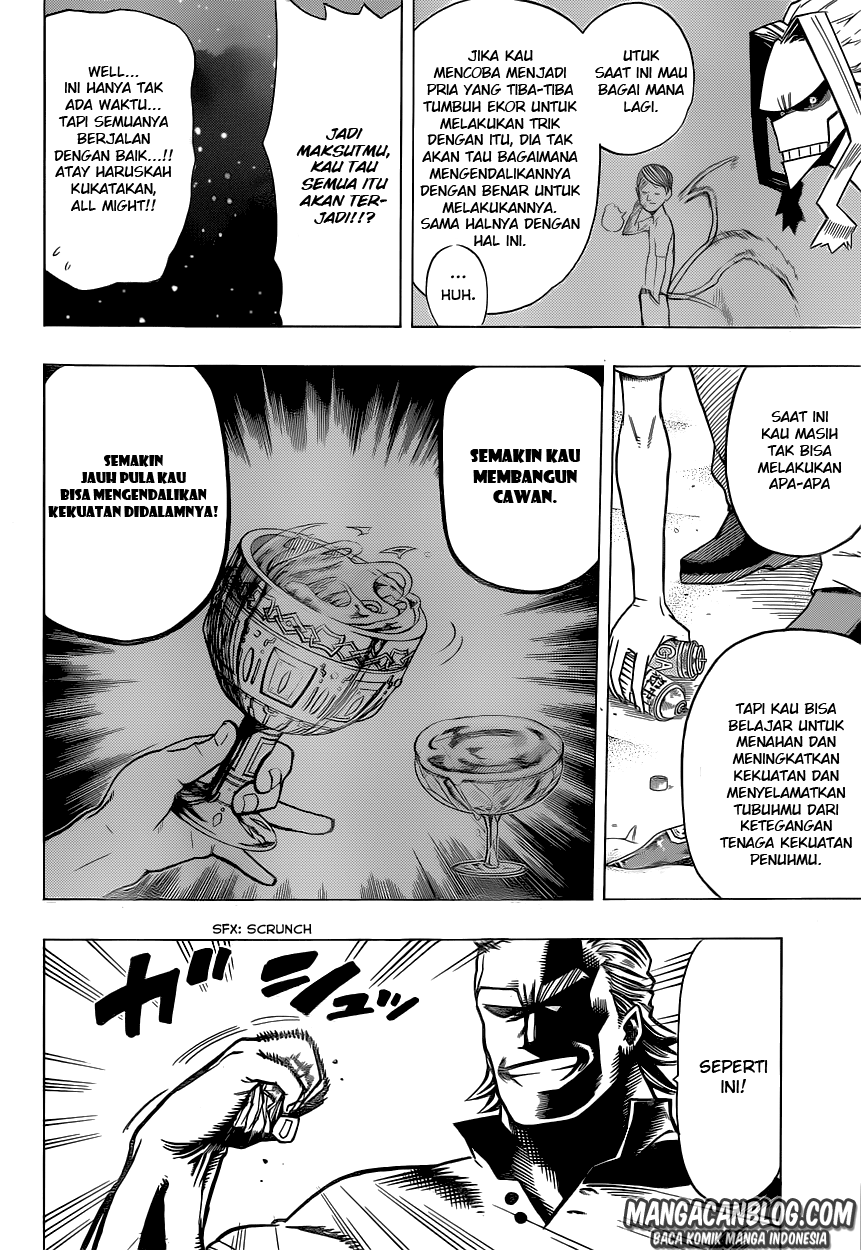 UTUK
SAAT INI MAU
BAGAI MANA
LAGI.
JIKA KAU
MENCOBA MENJADI
PRIA YANG TIBA-TIBA
TUMBUH EKOR UNTUK
MELAKUKAN TRIK
DENGAN ITU, DIA TAK
AKAN TAU BAGAIMANA
MENGENDALIKANNYA
DENGAN BENAR UNTUK
MELAKUKANNYA.
SAMA HALNYA DENGAN
HAL INI.
...
HUH.
JADI
MAKSUTMU,
KAU TAU
SEMUA ITU
AKAN TER-
JADI!!?
WELL...
INI HANYA TAK
ADA WAKTU...
TAPI SEMUANYA
BERJALAN
DENGAN BAIK...!!
ATAY HARUSKAH
KUKATAKAN,
ALL MIGHT!!
SAAT INI
KAU MASIH
TAK BISA
MELAKUKAN
APA-APA
TAPI KAU BISA
BELAJAR UNTUK
MENAHAN DAN
MENINGKATKAN
KEKUATAN DAN
MENYELAMATKAN
TUBUHMU DARI
KETEGANGAN
TENAGA KEKUATAN
PENUHMU.
SEMAKIN KAU
MEMBANGUN
CAWAN.
SEMAKIN
JAUH PULA KAU
BISA MENGENDALIKAN
KEKUATAN DIDALAMNYA!
SFX: SCRUNCH
グシュッ
SEPERTI
INI!
MANGACANBLOG.COM
BACA KOMIK MANGA INDONESIA